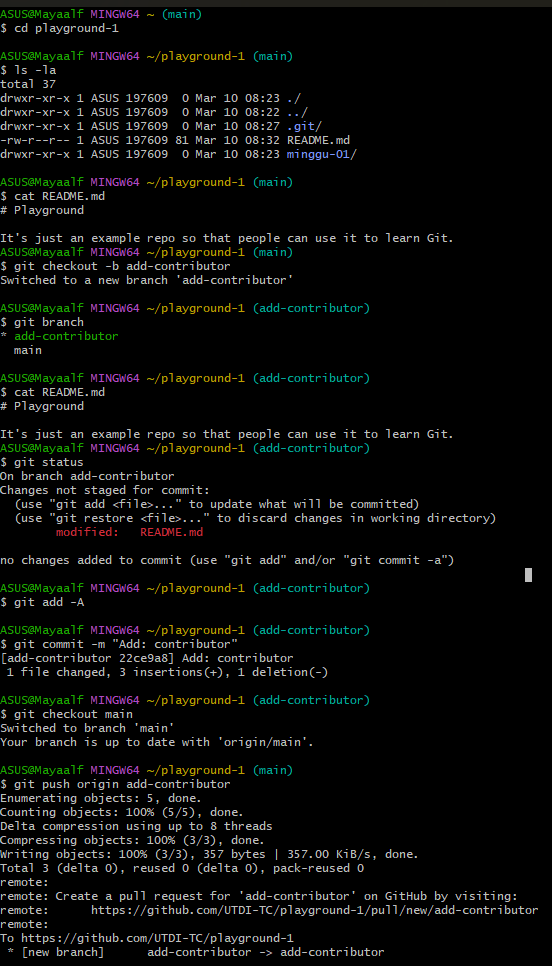 ASUS@Mayaalf MINGW64 ~ (main)
$ cd playground-1

ASUS@Mayaalf MINGW64 ~/playground-1 (main)
$ ls -la
total 37
drwxr-xr-x 1 ASUS 197609  0 Mar 10 08:23 ./
drwxr-xr-x 1 ASUS 197609  0 Mar 10 08:22 ../
drwxr-xr-x 1 ASUS 197609  0 Mar 10 08:27 .git/
-rw-r--r-- 1 ASUS 197609 81 Mar 10 08:32 README.md
drwxr-xr-x 1 ASUS 197609  0 Mar 10 08:23 minggu-01/

ASUS@Mayaalf MINGW64 ~/playground-1 (main)
$ cat README.md
# Playground

It's just an example repo so that people can use it to learn Git.
ASUS@Mayaalf MINGW64 ~/playground-1 (main)
$ git checkout -b add-contributor
Switched to a new branch 'add-contributor'

ASUS@Mayaalf MINGW64 ~/playground-1 (add-contributor)
$ git branch
* add-contributor
  main

ASUS@Mayaalf MINGW64 ~/playground-1 (add-contributor)
$ cat README.md
# Playground

It's just an example repo so that people can use it to learn Git.
ASUS@Mayaalf MINGW64 ~/playground-1 (add-contributor)
$ git status
On branch add-contributor
Changes not staged for commit:
  (use "git add <file>..." to update what will be committed)
  (use "git restore <file>..." to discard changes in working directory)
        modified:   README.md

no changes added to commit (use "git add" and/or "git commit -a")

ASUS@Mayaalf MINGW64 ~/playground-1 (add-contributor)
$ git add -A

ASUS@Mayaalf MINGW64 ~/playground-1 (add-contributor)
$ git commit -m "Add: contributor"
[add-contributor 22ce9a8] Add: contributor
 1 file changed, 3 insertions(+), 1 deletion(-)

ASUS@Mayaalf MINGW64 ~/playground-1 (add-contributor)
$ git checkout main
Switched to branch 'main'
Your branch is up to date with 'origin/main'.

ASUS@Mayaalf MINGW64 ~/playground-1 (main)
$ git push origin add-contributor
Enumerating objects: 5, done.
Counting objects: 100% (5/5), done.
Delta compression using up to 8 threads
Compressing objects: 100% (3/3), done.
Writing objects: 100% (3/3), 357 bytes | 357.00 KiB/s, done.
Total 3 (delta 0), reused 0 (delta 0), pack-reused 0
remote:
remote: Create a pull request for 'add-contributor' on GitHub by visiting:
remote:      https://github.com/UTDI-TC/playground-1/pull/new/add-contributor
remote:
To https://github.com/UTDI-TC/playground-1
 * [new branch]      add-contributor -> add-contributor